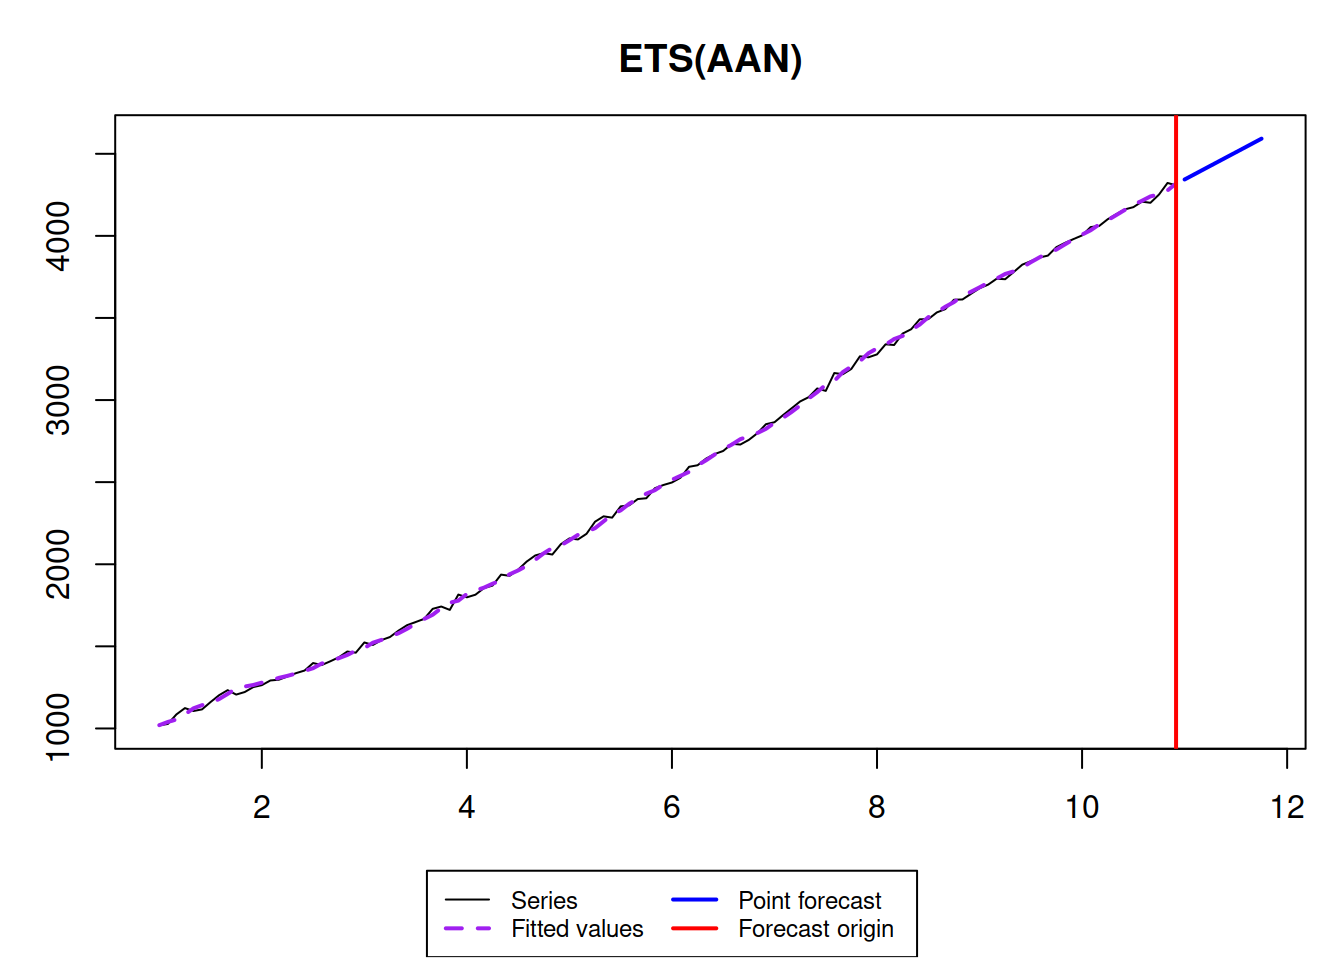 ETS(AAN)
4000
3000
2000
1000
2 4 6 8 10 12
Series Point forecast
Fitted values Forecast origin